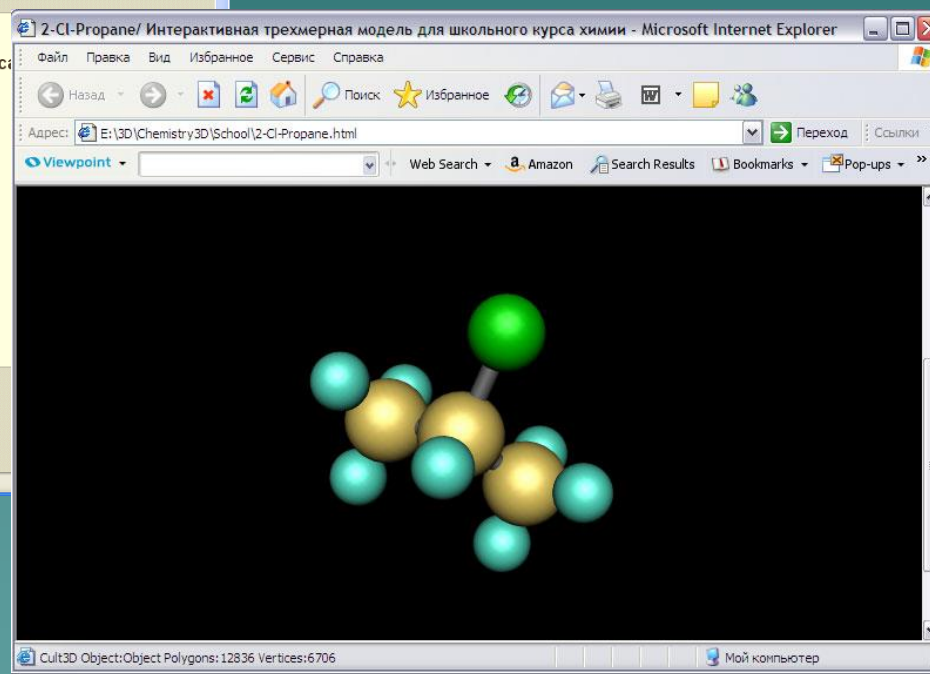 2-Cl-Propane/ Интерактивная трехмерная модель для школьного курса химии - Microsoft Internet Explorer
Файл Правка Вид Избранное Сервис Справка
Назад Поиск Избранное
Адрес: E:\3D\Chemistry3D\School\2-Cl-Propane.html Переход Ссылки
Viewpoint Web Search Amazon Search Results Bookmarks Pop-ups »
Cult3D Object:Object Polygons:12836 Vertices:6706 Мой компьютер